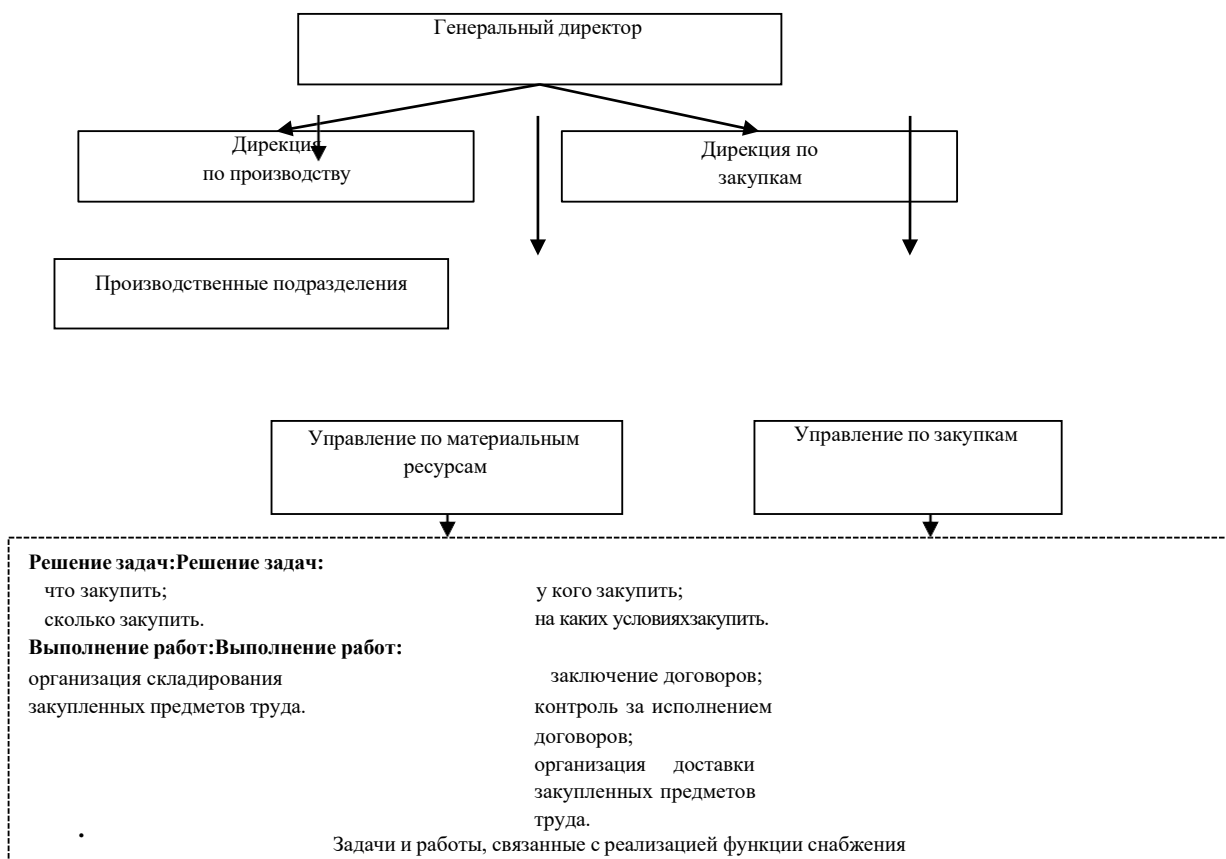 Генеральный директор
Дирекция
по производству
Дирекция по
закупкам
Производственные подразделения
Управление по материальным
ресурсам
Управление по закупкам
Решение задач:Решение задач:
что закупить;
сколько закупить.
у кого закупить;
на каких условияхзакупить.
Выполнение работ:Выполнение работ:
организация складирования
закупленных предметов труда.
заключение договоров;
контроль за исполнением
договоров;
организация доставки
закупленных предметов
труда.
Задачи и работы, связанные с реализацией функции снабжения